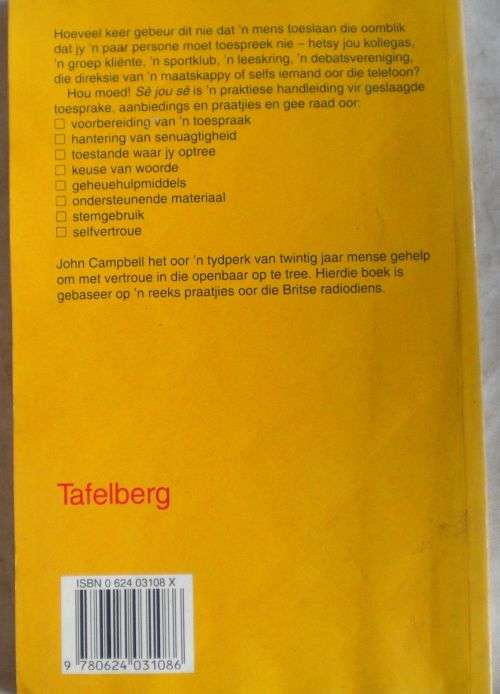 Hoeveel keer gebeur dit nie dat 'n mens toeslaan die oomblik
dat jy 'n paar persone moet toespreek nie – hetsy jou kollegas,
'n groep kliënte, 'n sportklub, 'n leeskring, 'n debatsvereniging,
die direksie van 'n maatskappy of selfs iemand oor die telefoon?
Hou moed! Sê jou sê is 'n praktiese handleiding vir geslaagde
toesprake, aanbiedings en praatjies en gee raad oor:
☐ voorbereiding van 'n toespraak
☐ hantering van senuagtigheid
☐ toestande waar jy optree
☐ keuse van woorde
☐ geheuehulpmiddels
☐ ondersteunende materiaal
☐ stemgebruik
☐ selfvertroue
John Campbell het oor 'n tydperk van twintig jaar mense gehelp
om met vertroue in die openbaar op te tree. Hierdie boek is
gebaseer op 'n reeks praatjies oor die Britse radiodiens.
Tafelberg
ISBN 0 624 03108 X
9 780624 031086